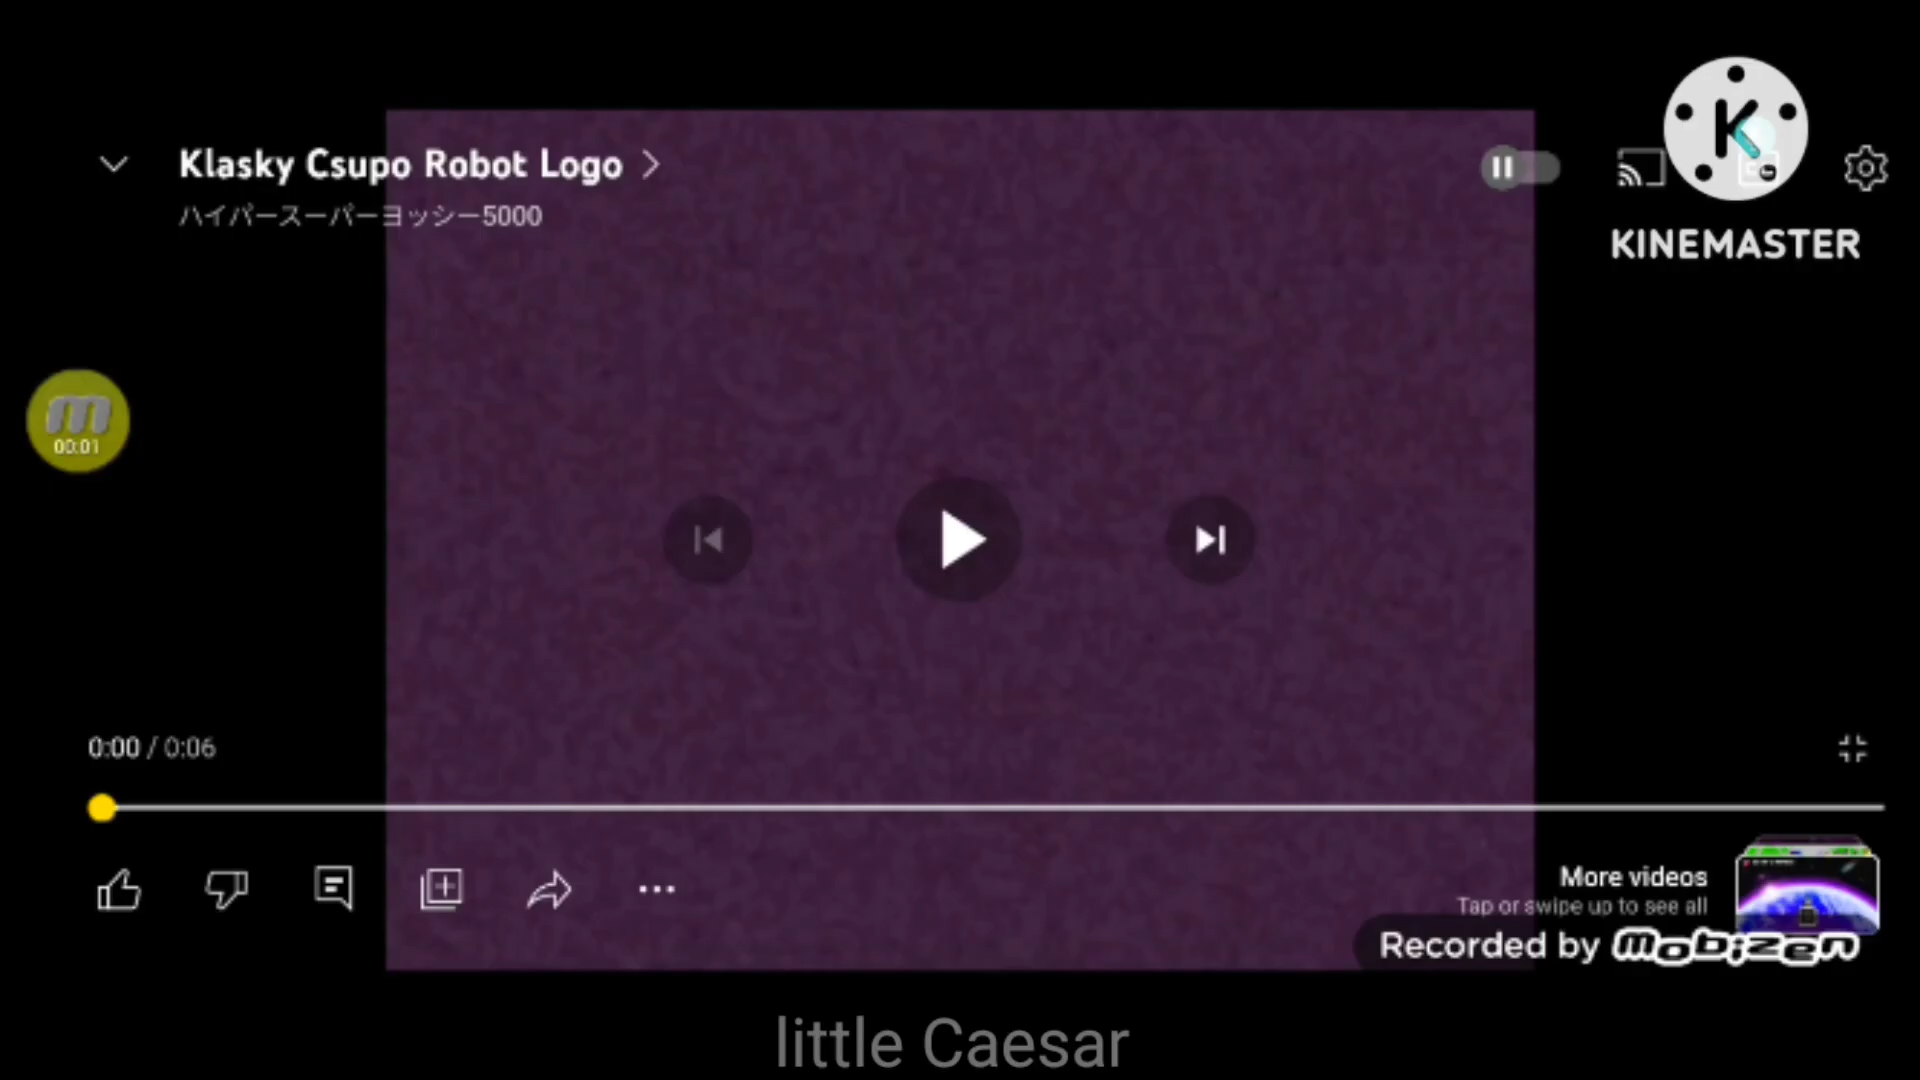 Klasky Csupo Robot Logo
ハイパースーパーヨッシー5000
K
KINEMASTER
m
00:01
0:00 / 0:06
More videos
Tap or swipe up to see all
Recorded by mobizen
little Caesar